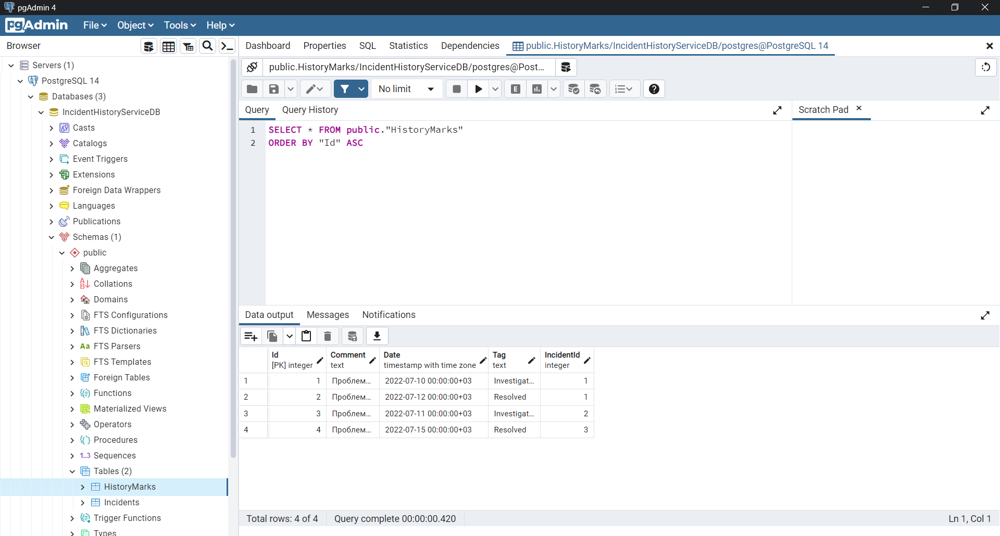 pgAdmin 4
pgAdmin File Object Tools Help
Browser
Servers (1)
PostgreSQL 14
Databases (3)
IncidentHistoryServiceDB
Casts
Catalogs
Event Triggers
Extensions
Foreign Data Wrappers
Languages
Publications
Schemas (1)
public
Aggregates
Collations
Domains
FTS Configurations
FTS Dictionaries
Aa FTS Parsers
FTS Templates
Foreign Tables
Functions
Materialized Views
Operators
Procedures
1..3 Sequences
Tables (2)
HistoryMarks
Incidents
Trigger Functions
Types
Dashboard Properties SQL Statistics Dependencies public.HistoryMarks/IncidentHistoryServiceDB/postgres@PostgreSQL 14
public.HistoryMarks/IncidentHistoryServiceDB/postgres@Post...
No limit E
Query Query History
Scratch Pad
1 SELECT * FROM public."HistoryMarks"
2 ORDER BY "Id" ASC
Data output Messages Notifications
Id Comment Date Tag IncidentId
[PK] integer text timestamp with time zone text integer
1 1 Проблем... 2022-07-10 00:00:00+03 Investigat... 1
2 2 Проблем... 2022-07-12 00:00:00+03 Resolved 1
3 3 Проблем... 2022-07-11 00:00:00+03 Investigat... 2
4 4 Проблем... 2022-07-15 00:00:00+03 Resolved 3
Total rows: 4 of 4 Query complete 00:00:00.420 Ln 1, Col 1